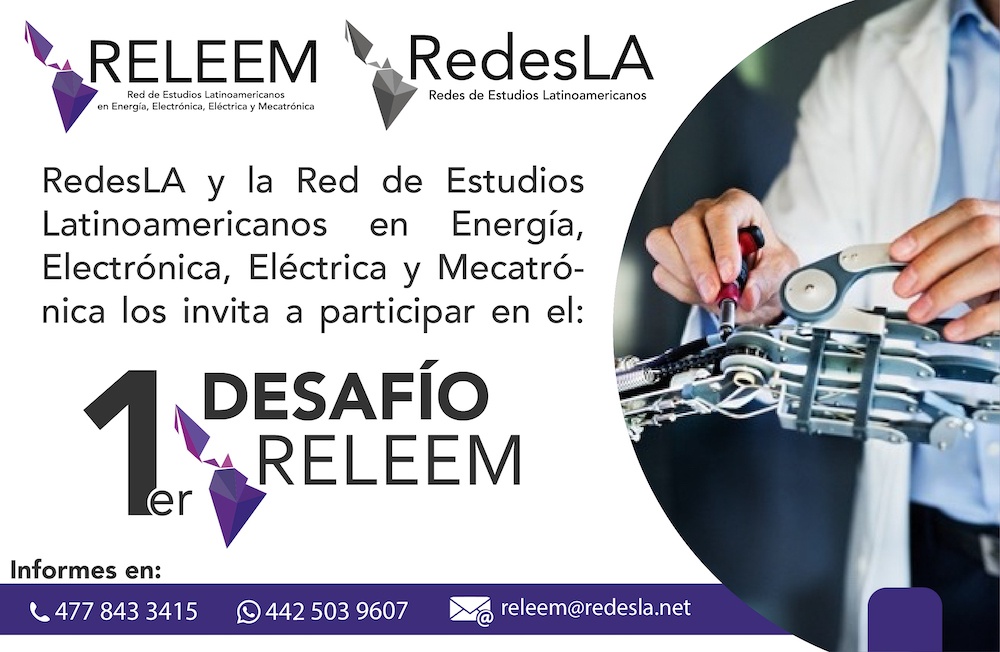 RELEEM
Red de Estudios Latinoamericanos
en Energía, Electrónica, Eléctrica y Mecatrónica
RedesLA
Redes de Estudios Latinoamericanos
RedesLA y la Red de Estudios
Latinoamericanos en Energía,
Electrónica, Eléctrica y Mecatró-
nica los invita a participar en el:
1er DESAFÍO
RELEEM
Informes en:
477 843 3415 442 503 9607 releem@redesla.net